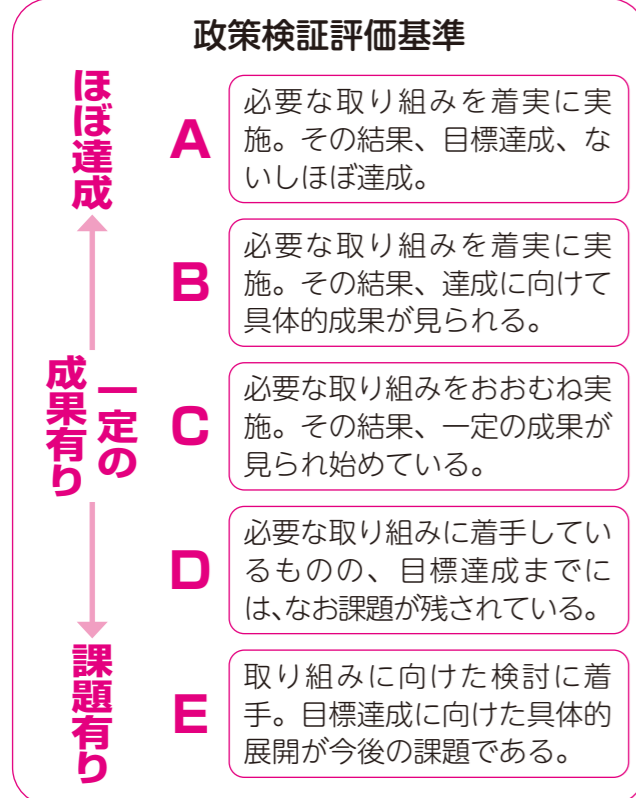 政策検証評価基準
ほぼ達成
A
必要な取り組みを着実に実
施。その結果、目標達成、な
いしほぼ達成。
B
必要な取り組みを着実に実
施。その結果、達成に向けて
具体的成果が見られる。
一定の
成果有り
C
必要な取り組みをおおむね実
施。その結果、一定の成果が
見られ始めている。
D
必要な取り組みに着手してい
るものの、目標達成までに
は、なお課題が残されている。
課題有り
E
取り組みに向けた検討に着
手。目標達成に向けた具体的
展開が今後の課題である。